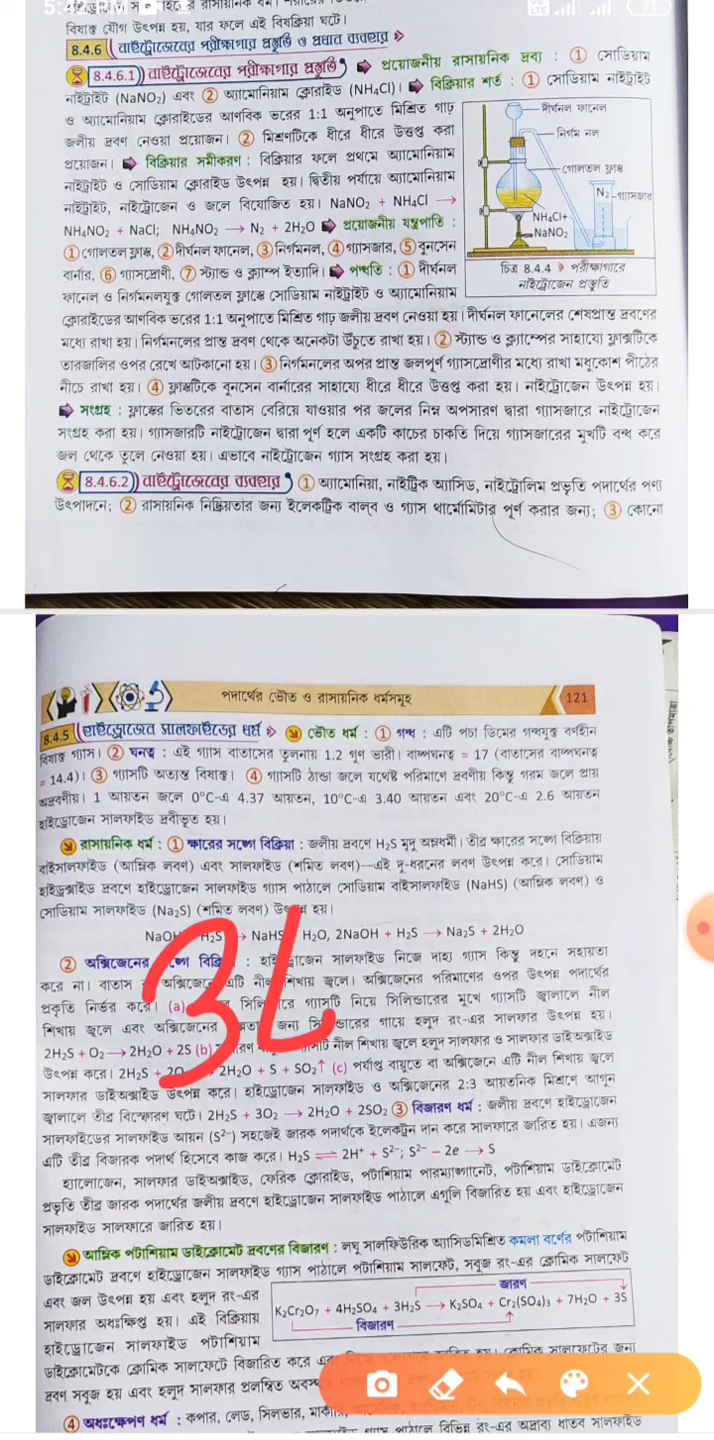 5:4
71
বিষাক্ত যৌগ উৎপন্ন হয়, যার ফলে এই বিষক্রিয়া ঘটে।
8.4.6 নাইট্রোজেনের পরীক্ষাগার প্রস্তুতি ও প্রধান ব্যবহার
8.4.6.1 নাইট্রোজেনের পরীক্ষাগার প্রস্তুতি প্রয়োজনীয় রাসায়নিক দ্রব্য : ① সোডিয়াম
নাইট্রাইট (NaNO₂) এবং ② অ্যামোনিয়াম ক্লোরাইড (NH₄Cl)। বিক্রিয়ার শর্ত : ① সোডিয়াম নাইট্রাইট
ও অ্যামোনিয়াম ক্লোরাইডের আণবিক ভরের 1:1 অনুপাতে মিশ্রিত গাঢ়
জলীয় দ্রবণ নেওয়া প্রয়োজন। ② মিশ্রণটিকে ধীরে ধীরে উত্তপ্ত করা
প্রয়োজন। বিক্রিয়ার সমীকরণ : বিক্রিয়ার ফলে প্রথমে অ্যামোনিয়াম
নাইট্রাইট ও সোডিয়াম ক্লোরাইড উৎপন্ন হয়। দ্বিতীয় পর্যায়ে অ্যামোনিয়াম
নাইট্রাইট, নাইট্রোজেন ও জলে বিয়োজিত হয়। NaNO₂ + NH₄Cl →
NH₄NO₂ + NaCl; NH₄NO₂ → N₂ + 2H₂O প্রয়োজনীয় যন্ত্রপাতি :
① গোলতল ফ্লাস্ক, ② দীর্ঘনল ফানেল, ③ নির্গমনল, ④ গ্যাসজার, ⑤ বুনসেন
বার্নার, ⑥ গ্যাসদ্রোণী, ⑦ স্ট্যান্ড ও ক্ল্যাম্প ইত্যাদি। পদ্ধতি : ① দীর্ঘনল
ফানেল ও নির্গমনলযুক্ত গোলতল ফ্লাস্কে সোডিয়াম নাইট্রাইট ও অ্যামোনিয়াম
দীর্ঘনল ফানেল
নির্গম নল
গোলতল ফ্লাস্ক
N₂ গ্যাসজার
NH₄Cl+
NaNO₂
চিত্র 8.4.4 পরীক্ষাগারে
নাইট্রোজেন প্রস্তুতি
ক্লোরাইডের আণবিক ভরের 1:1 অনুপাতে মিশ্রিত গাঢ় জলীয় দ্রবণ নেওয়া হয়। দীর্ঘনল ফানেলের শেষপ্রান্ত দ্রবণের
মধ্যে রাখা হয়। নির্গমনলের প্রান্ত দ্রবণ থেকে অনেকটা উঁচুতে রাখা হয়। ② স্ট্যান্ড ও ক্ল্যাম্পের সাহায্যে ফ্লাস্কটিকে
তারজালির ওপর রেখে আটকানো হয়। ③ নির্গমনলের অপর প্রান্ত জলপূর্ণ গ্যাসদ্রোণীর মধ্যে রাখা মধুকোশ পীঠের
নীচে রাখা হয়। ④ ফ্লাস্কটিকে বুনসেন বার্নারের সাহায্যে ধীরে ধীরে উত্তপ্ত করা হয়। নাইট্রোজেন উৎপন্ন হয়।
সংগ্রহ : ফ্লাস্কের ভিতরের বাতাস বেরিয়ে যাওয়ার পর জলের নিম্ন অপসারণ দ্বারা গ্যাসজারে নাইট্রোজেন
সংগ্রহ করা হয়। গ্যাসজারটি নাইট্রোজেন দ্বারা পূর্ণ হলে একটি কাচের চাকতি দিয়ে গ্যাসজারের মুখটি বন্ধ করে
জল থেকে তুলে নেওয়া হয়। এভাবে নাইট্রোজেন গ্যাস সংগ্রহ করা হয়।
8.4.6.2 নাইট্রোজেনের ব্যবহার ① অ্যামোনিয়া, নাইট্রিক অ্যাসিড, নাইট্রোলিম প্রভৃতি পদার্থের পণ্য
উৎপাদনে; ② রাসায়নিক নিষ্ক্রিয়তার জন্য ইলেকট্রিক বাল্‌ব ও গ্যাস থার্মোমিটার পূর্ণ করার জন্য; ③ কোনো
পদার্থের ভৌত ও রাসায়নিক ধর্মসমূহ 121
8.4.5 হাইড্রোজেন সালফাইডের ধর্ম ভৌত ধর্ম : ① গন্ধ : এটি পচা ডিমের গন্ধযুক্ত বর্ণহীন
বিষাক্ত গ্যাস। ② ঘনত্ব : এই গ্যাস বাতাসের তুলনায় 1.2 গুণ ভারী। বাষ্পঘনত্ব = 17 (বাতাসের বাষ্পঘনত্ব
= 14.4)। ③ গ্যাসটি অত্যন্ত বিষাক্ত। ④ গ্যাসটি ঠান্ডা জলে যথেষ্ট পরিমাণে দ্রবণীয় কিন্তু গরম জলে প্রায়
অদ্রবণীয়। 1 আয়তন জলে 0°C-এ 4.37 আয়তন, 10°C-এ 3.40 আয়তন এবং 20°C-এ 2.6 আয়তন
হাইড্রোজেন সালফাইড দ্রবীভূত হয়।
রাসায়নিক ধর্ম : ① ক্ষারের সঙ্গে বিক্রিয়া : জলীয় দ্রবণে H₂S মৃদু অম্লধর্মী। তীব্র ক্ষারের সঙ্গে বিক্রিয়ায়
বাইসালফাইড (আম্লিক লবণ) এবং সালফাইড (শমিত লবণ)—এই দু-ধরনের লবণ উৎপন্ন করে। সোডিয়াম
হাইড্রক্সাইড দ্রবণে হাইড্রোজেন সালফাইড গ্যাস পাঠালে সোডিয়াম বাইসালফাইড (NaHS) (আম্লিক লবণ) ও
সোডিয়াম সালফাইড (Na₂S) (শমিত লবণ) উৎপন্ন হয়।
NaOH H₂S → NaHS H₂O, 2NaOH + H₂S → Na₂S + 2H₂O
② অক্সিজেনের সঙ্গে : হাইড্রোজেন সালফাইড নিজে দাহ্য গ্যাস কিন্তু দহনে সহায়তা
করে না। বাতাস অক্সিজেনে এটি নীল শিখায় জ্বলে। অক্সিজেনের পরিমাণের ওপর উৎপন্ন পদার্থের
প্রকৃতি নির্ভর করে। (a) গ্যাসটি নিয়ে সিলিন্ডারের মুখে গ্যাসটি জ্বালালে নীল
শিখায় জ্বলে এবং অক্সিজেনের জন্য সিলিন্ডারের গায়ে হলুদ রং-এর সালফার উৎপন্ন হয়।
2H₂S + O₂ → 2H₂O + 2S (b) নীল শিখায় জ্বলে হলুদ সালফার ও সালফার ডাইঅক্সাইড
উৎপন্ন করে। 2H₂S + 2O 2H₂O + S + SO₂↑ (c) পর্যাপ্ত বায়ুতে বা অক্সিজেনে এটি নীল শিখায় জ্বলে
সালফার ডাইঅক্সাইড উৎপন্ন করে। হাইড্রোজেন সালফাইড ও অক্সিজেনের 2:3 আয়তনিক মিশ্রণে আগুন
জ্বালালে তীব্র বিস্ফোরণ ঘটে। 2H₂S + 3O₂ → 2H₂O + 2SO₂ ③ বিজারণ ধর্ম : জলীয় দ্রবণে হাইড্রোজেন
সালফাইডের সালফাইড আয়ন (S²⁻) সহজেই জারক পদার্থকে ইলেকট্রন দান করে সালফারে জারিত হয়। এজন্য
এটি তীব্র বিজারক পদার্থ হিসেবে কাজ করে। H₂S ⇌ 2H⁺ + S²⁻; S²⁻ − 2e → S
হ্যালোজেন, সালফার ডাইঅক্সাইড, ফেরিক ক্লোরাইড, পটাশিয়াম পারম্যাঙ্গানেট, পটাশিয়াম ডাইক্রোমেট
প্রভৃতি তীব্র জারক পদার্থের জলীয় দ্রবণে হাইড্রোজেন সালফাইড পাঠালে এগুলি বিজারিত হয় এবং হাইড্রোজেন
সালফাইড সালফারে জারিত হয়।
আম্লিক পটাশিয়াম ডাইক্রোমেট দ্রবণের বিজারণ : লঘু সালফিউরিক অ্যাসিডমিশ্রিত কমলা বর্ণের পটাশিয়াম
ডাইক্রোমেট দ্রবণে হাইড্রোজেন সালফাইড গ্যাস পাঠালে পটাশিয়াম সালফেট, সবুজ রং-এর ক্রোমিক সালফেট
এবং জল উৎপন্ন হয় এবং হলুদ রং-এর
সালফার অধঃক্ষিপ্ত হয়। এই বিক্রিয়ায়
হাইড্রোজেন সালফাইড পটাশিয়াম
জারণ
K₂Cr₂O₇ + 4H₂SO₄ + 3H₂S → K₂SO₄ + Cr₂(SO₄)₃ + 7H₂O + 3S
বিজারণ
ডাইক্রোমেটকে ক্রোমিক সালফেটে বিজারিত করে ক্রোমিক সালফেটের জন্য
দ্রবণ সবুজ হয় এবং হলুদ সালফার প্রলম্বিত
④ অধঃক্ষেপণ ধর্ম : কপার, লেড, সিলভার,
পাঠালে বিভিন্ন রং-এর অদ্রাব্য ধাতব সালফাইড
3L